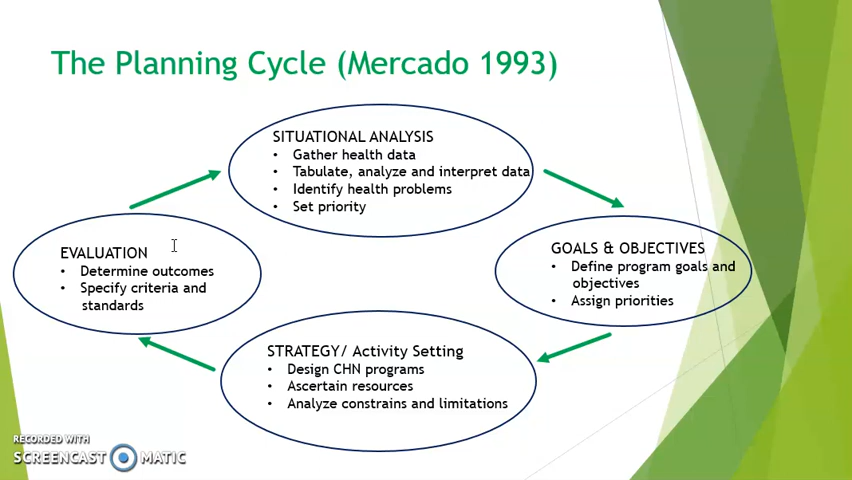 The Planning Cycle (Mercado 1993)
SITUATIONAL ANALYSIS
• Gather health data
• Tabulate, analyze and interpret data
• Identify health problems
• Set priority
GOALS & OBJECTIVES
• Define program goals and
objectives
• Assign priorities
STRATEGY/ Activity Setting
• Design CHN programs
• Ascertain resources
• Analyze constrains and limitations
EVALUATION
• Determine outcomes
• Specify criteria and
standards
RECORDED WITH
SCREENCAST MATIC